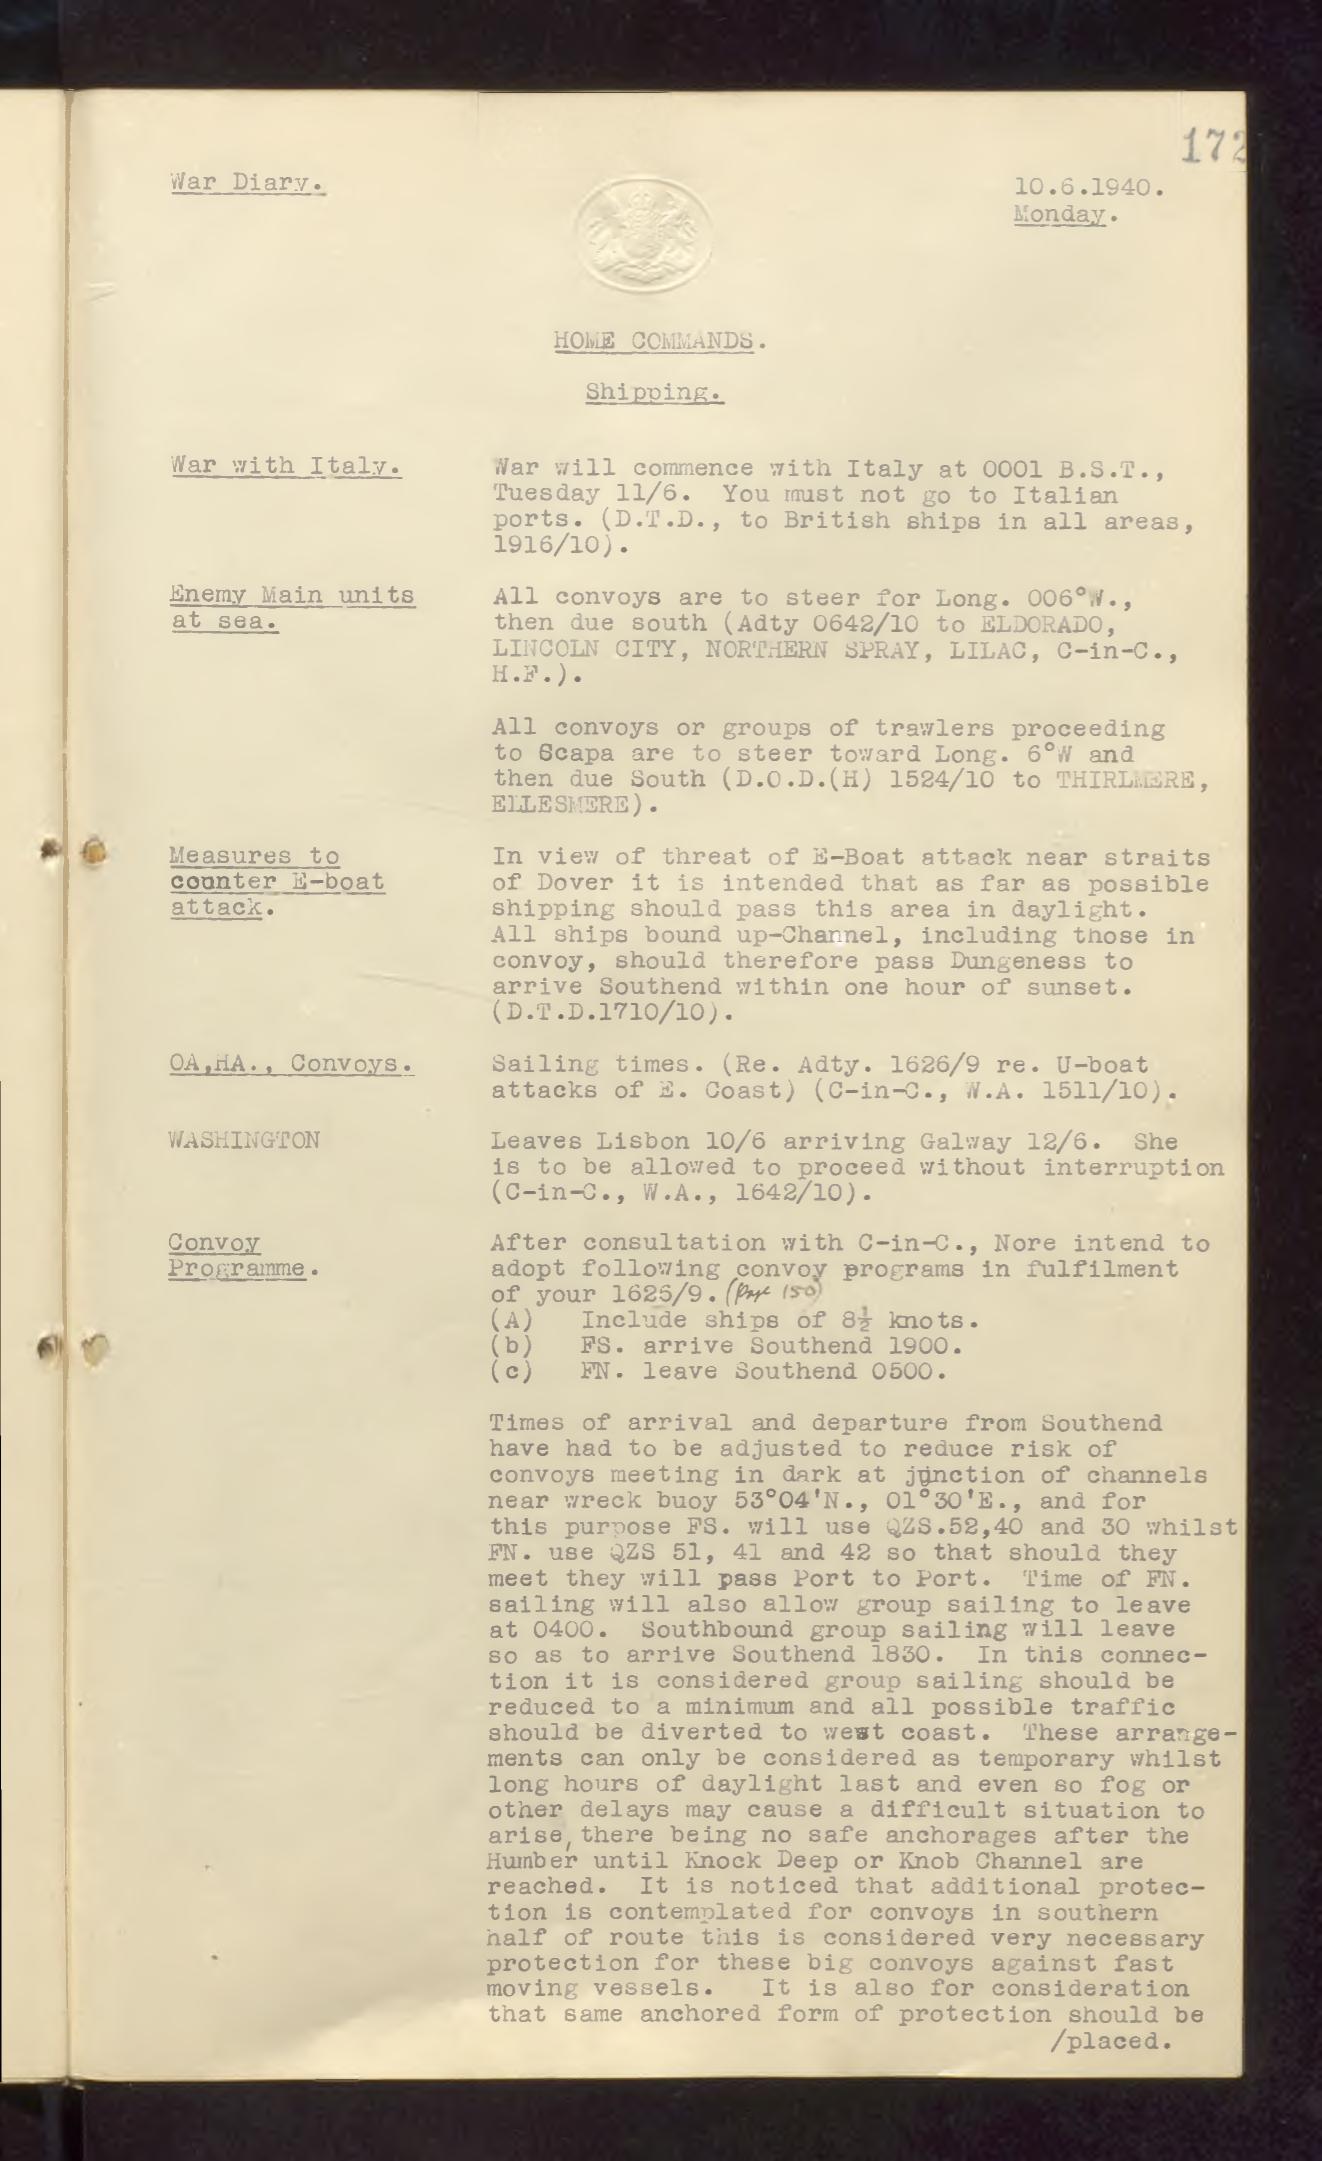 172
War Diary.
10.6.1940.
Monday.
HOME COMMANDS.
Shipping.
War with Italy.
War will commence with Italy at 0001 B.S.T.,
Tuesday 11/6. You must not go to Italian
ports. (D.T.D., to British ships in all areas,
1916/10).
Enemy Main units
at sea.
All convoys are to steer for Long. 006°W.,
then due south (Adty 0642/10 to ELDORADO,
LINCOLN CITY, NORTHERN SPRAY, LILAC, C-in-C.,
H.F.).
All convoys or groups of trawlers proceeding
to Scapa are to steer toward Long. 6°W and
then due South (D.O.D.(H) 1524/10 to THIRLMERE,
ELLESMERE).
Measures to
counter E-boat
attack.
In view of threat of E-Boat attack near straits
of Dover it is intended that as far as possible
shipping should pass this area in daylight.
All ships bound up-Channel, including those in
convoy, should therefore pass Dungeness to
arrive Southend within one hour of sunset.
(D.T.D.1710/10).
OA,HA., Convoys.
Sailing times. (Re. Adty. 1626/9 re. U-boat
attacks of E. Coast) (C-in-C., W.A. 1511/10).
WASHINGTON
Leaves Lisbon 10/6 arriving Galway 12/6. She
is to be allowed to proceed without interruption
(C-in-C., W.A., 1642/10).
Convoy
Programme.
After consultation with C-in-C., Nore intend to
adopt following convoy programs in fulfilment
of your 1626/9. (Page 150)
(A) Include ships of 8½ knots.
(b) FS. arrive Southend 1900.
(c) FN. leave Southend 0500.
Times of arrival and departure from Southend
have had to be adjusted to reduce risk of
convoys meeting in dark at junction of channels
near wreck buoy 53°04'N., 01°30'E., and for
this purpose FS. will use QZS.52,40 and 30 whilst
FN. use QZS 51, 41 and 42 so that should they
meet they will pass Port to Port. Time of FN.
sailing will also allow group sailing to leave
at 0400. Southbound group sailing will leave
so as to arrive Southend 1830. In this connec-
tion it is considered group sailing should be
reduced to a minimum and all possible traffic
should be diverted to west coast. These arrange-
ments can only be considered as temporary whilst
long hours of daylight last and even so fog or
other delays may cause a difficult situation to
arise, there being no safe anchorages after the
Humber until Knock Deep or Knob Channel are
reached. It is noticed that additional protec-
tion is contemplated for convoys in southern
half of route this is considered very necessary
protection for these big convoys against fast
moving vessels. It is also for consideration
that same anchored form of protection should be
/placed.